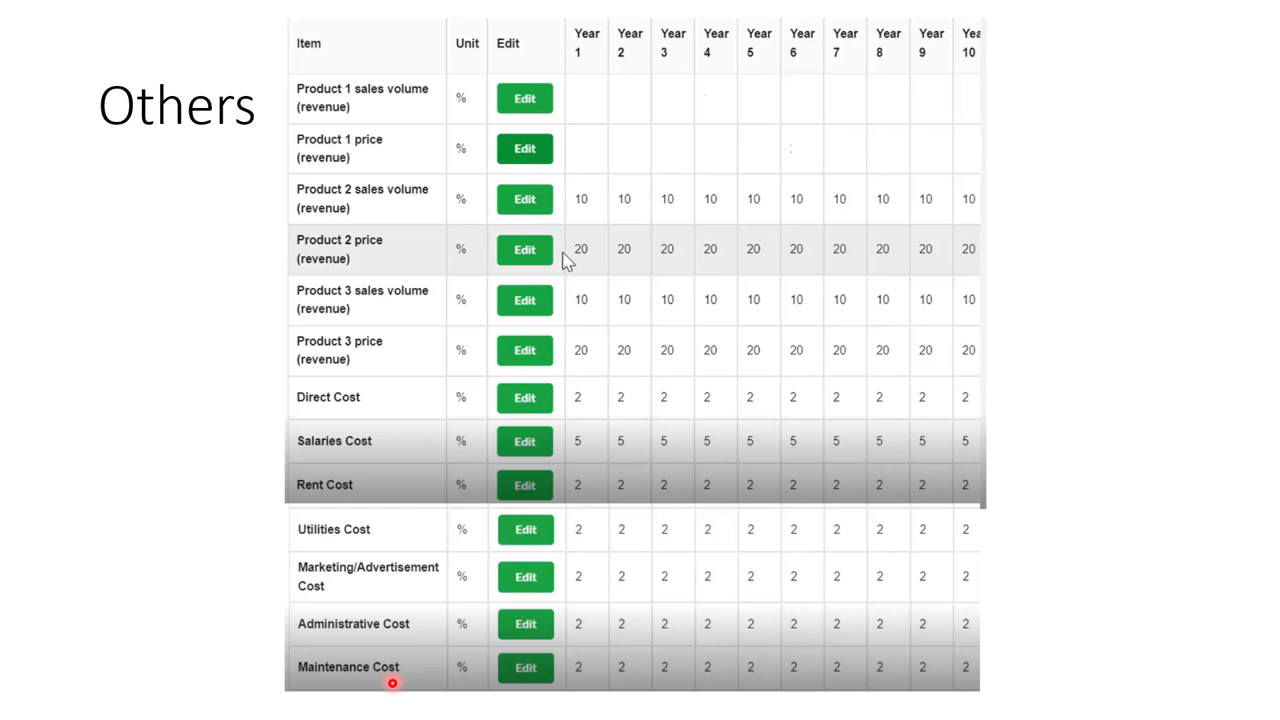 Others
Item Unit Edit Year 1 Year 2 Year 3 Year 4 Year 5 Year 6 Year 7 Year 8 Year 9 Year 10
Product 1 sales volume (revenue) % Edit
Product 1 price (revenue) % Edit
Product 2 sales volume (revenue) % Edit 10 10 10 10 10 10 10 10 10 10
Product 2 price (revenue) % Edit 20 20 20 20 20 20 20 20 20 20
Product 3 sales volume (revenue) % Edit 10 10 10 10 10 10 10 10 10 10
Product 3 price (revenue) % Edit 20 20 20 20 20 20 20 20 20 20
Direct Cost % Edit 2 2 2 2 2 2 2 2 2 2
Salaries Cost % Edit 5 5 5 5 5 5 5 5 5 5
Rent Cost % Edit 2 2 2 2 2 2 2 2 2 2
Utilities Cost % Edit 2 2 2 2 2 2 2 2 2 2
Marketing/Advertisement Cost % Edit 2 2 2 2 2 2 2 2 2 2
Administrative Cost % Edit 2 2 2 2 2 2 2 2 2 2
Maintenance Cost % Edit 2 2 2 2 2 2 2 2 2 2